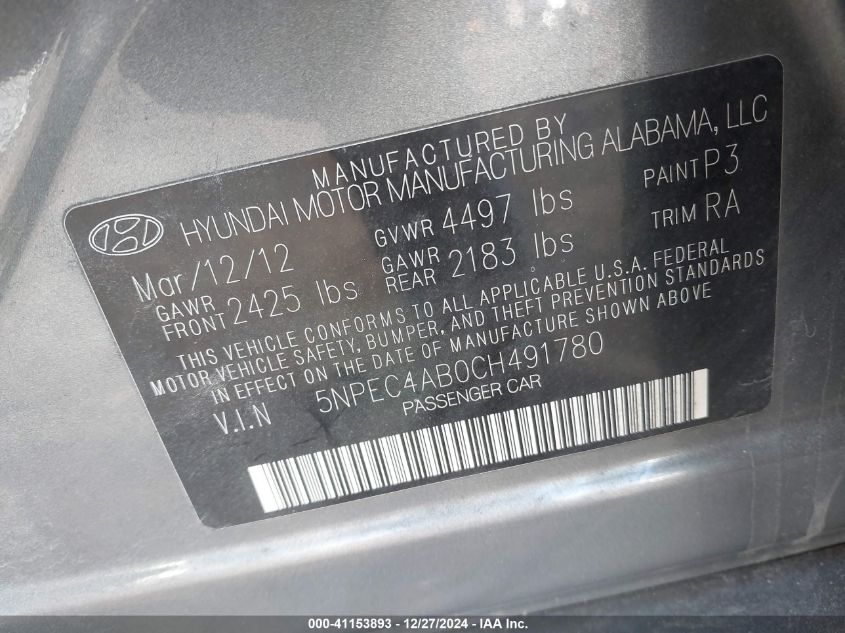 MANUFACTURED BY
HYUNDAI MOTOR MANUFACTURING ALABAMA, LLC
Mar/12/12 GVWR 4497 lbs PAINT P3
GAWR FRONT 2425 lbs GAWR REAR 2183 lbs TRIM RA
THIS VEHICLE CONFORMS TO ALL APPLICABLE U.S.A. FEDERAL
MOTOR VEHICLE SAFETY, BUMPER, AND THEFT PREVENTION STANDARDS
IN EFFECT ON THE DATE OF MANUFACTURE SHOWN ABOVE
V.I.N 5NPEC4AB0CH491780
PASSENGER CAR
000-41153893 | 12/27/2024 - IAA Inc.